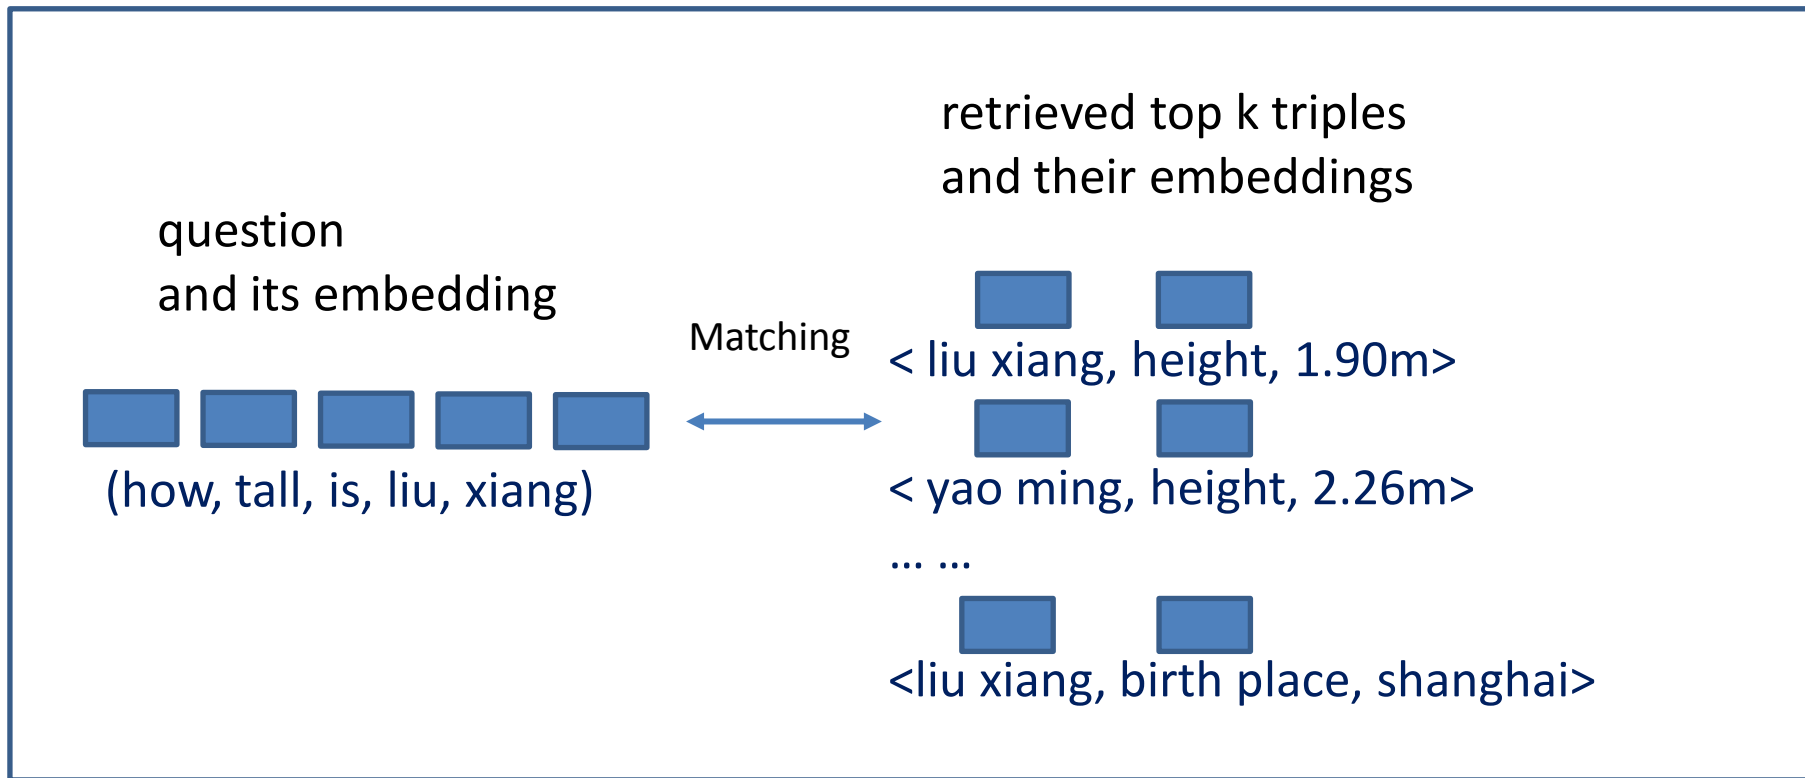 question
and its embedding
(how, tall, is, liu, xiang)
Matching
retrieved top k triples
and their embeddings
< liu xiang, height, 1.90m>
< yao ming, height, 2.26m>
... ...
<liu xiang, birth place, shanghai>